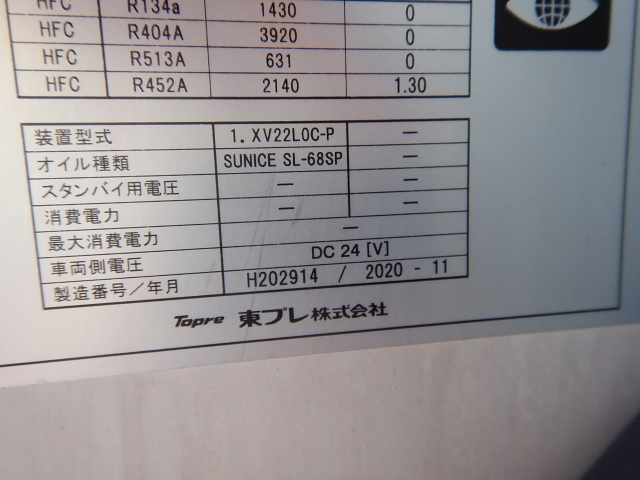 HFC R134a 1430 0
HFC R404A 3920 0
HFC R513A 631 0
HFC R452A 2140 1.30
装置型式 1. XV22L0C-P —
オイル種類 SUNICE SL-68SP —
スタンバイ用電圧 — —
消費電力 — —
最大消費電力 —
車両側電圧 DC 24 [V]
製造番号／年月 H202914 / 2020 - 11
Topre 東プレ株式会社